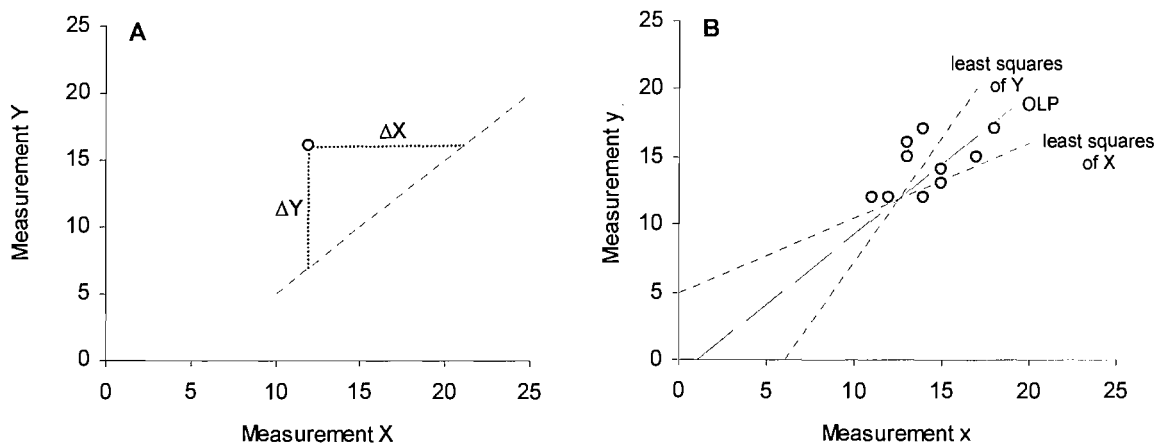 A
25
20
15
10
5
0
Measurement Y
ΔX
ΔY
0 5 10 15 20 25
Measurement X
B
25
20
15
10
5
0
Measurement y
least squares
of Y
OLP
least squares
of X
0 5 10 15 20 25
Measurement x